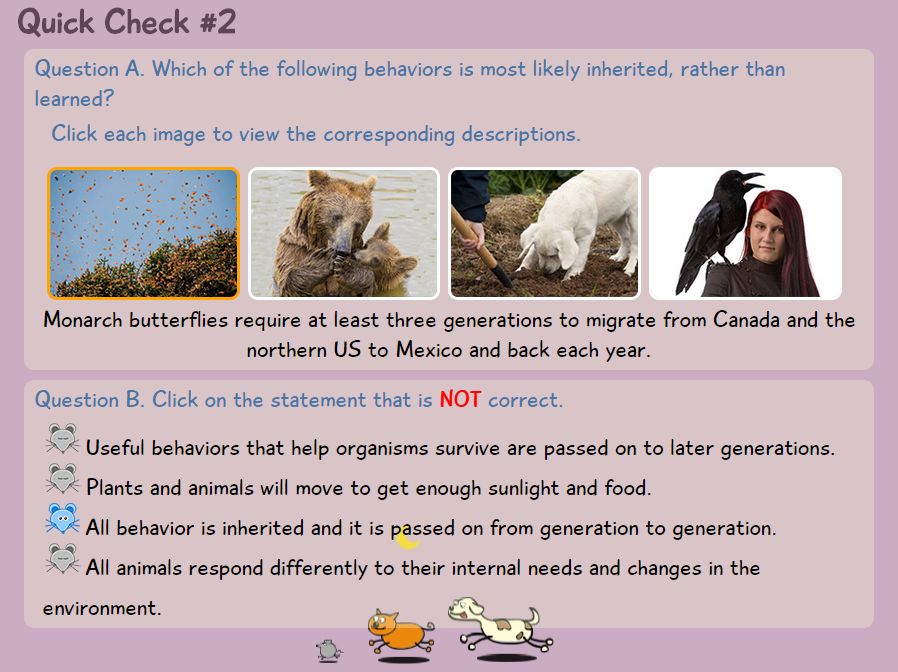 Quick Check #2
Question A. Which of the following behaviors is most likely inherited, rather than
learned?
Click each image to view the corresponding descriptions.
Monarch butterflies require at least three generations to migrate from Canada and the
northern US to Mexico and back each year.
Question B. Click on the statement that is NOT correct.
Useful behaviors that help organisms survive are passed on to later generations.
Plants and animals will move to get enough sunlight and food.
All behavior is inherited and it is passed on from generation to generation.
All animals respond differently to their internal needs and changes in the
environment.